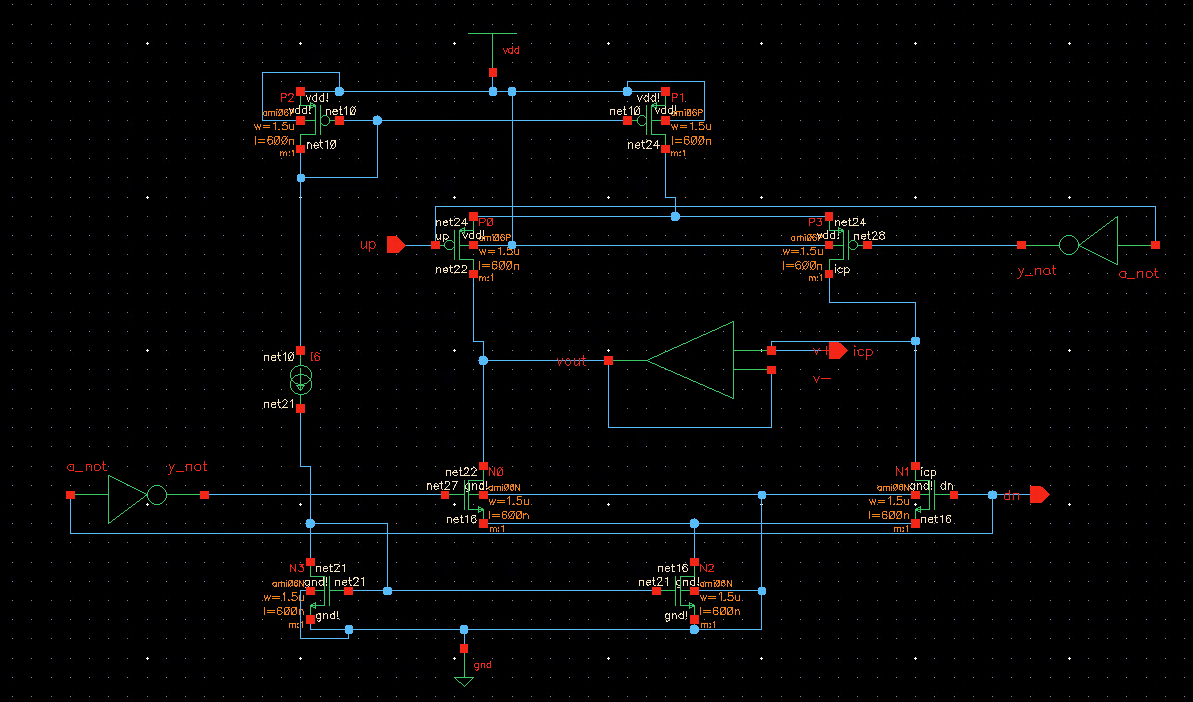 vdd
P2
vdd!
vdd!
net10
ami06P
w=1.5u
l=600n
net10
m:1
vdd!
P1
net10
vdd!
ami06P
w=1.5u
l=600n
net24
m:1
net24
P0
up
up
vdd!
ami06P
w=1.5u
l=600n
net22
m:1
P3
net24
ami06P
vdd!
net28
w=1.5u
l=600n
icp
m:1
y_not
a_not
net10
I6
net21
vout
v+
icp
v-
a_not
y_not
net22
N0
net27
gnd!
ami06N
w=1.5u
l=600n
net16
m:1
N1
icp
ami06N
gnd!
dn
dn
w=1.5u
l=600n
net16
m:1
N3
net21
ami06N
gnd!
net21
w=1.5u
l=600n
gnd!
m:1
net16
N2
net21
gnd!
ami06N
w=1.5u
l=600n
gnd!
m:1
gnd